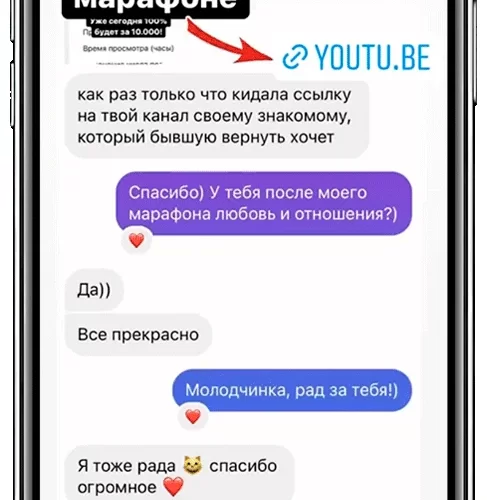 марафоне
Уже сегодня 100%
будет за 10.000!
Время просмотра (часы)
YOUTU.BE
как раз только что кидала ссылку
на твой канал своему знакомому,
который бывшую вернуть хочет
Спасибо) У тебя после моего
марафона любовь и отношения?)
Да))
Все прекрасно
Молодчинка, рад за тебя!)
Я тоже рада 😺 спасибо
огромное ❤️